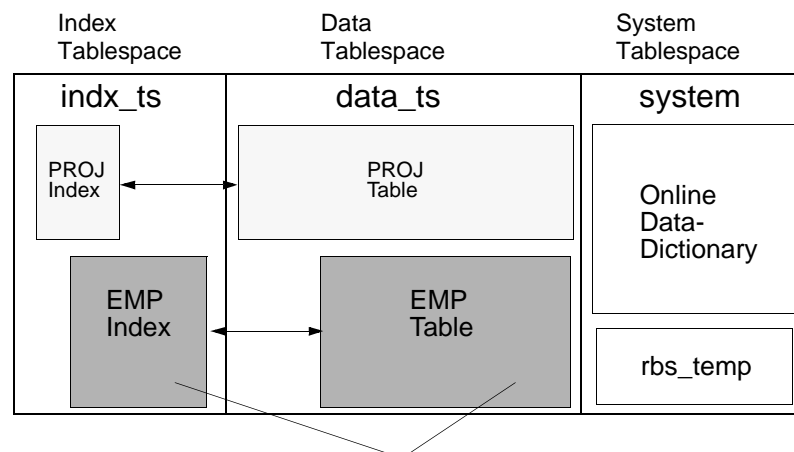 Index
Tablespace
Data
Tablespace
System
Tablespace
indx_ts
data_ts
system
PROJ
Index
PROJ
Table
Online
Data-
Dictionary
EMP
Index
EMP
Table
rbs_temp